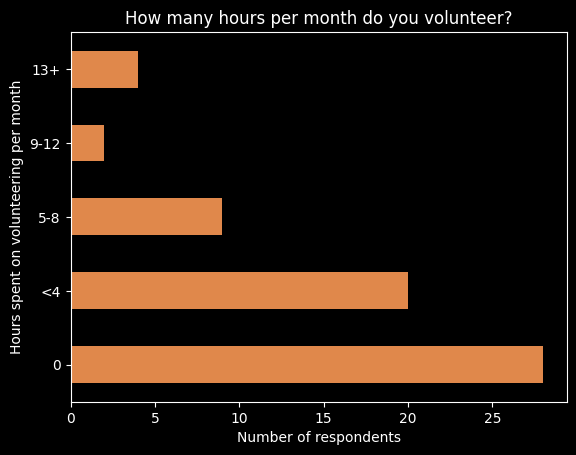 How many hours per month do you volunteer?
Hours spent on volunteering per month
13+
9-12
5-8
<4
0
0 5 10 15 20 25
Number of respondents